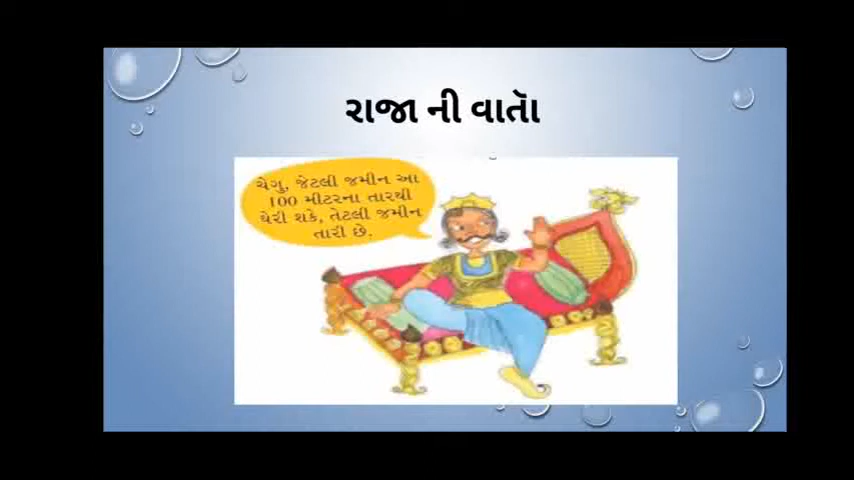 રાજા ની વાર્તા
ચેગુ, જેટલી જમીન આ
100 મીટરના તારથી
ઘેરી શકે, તેટલી જમીન
તારી છે.